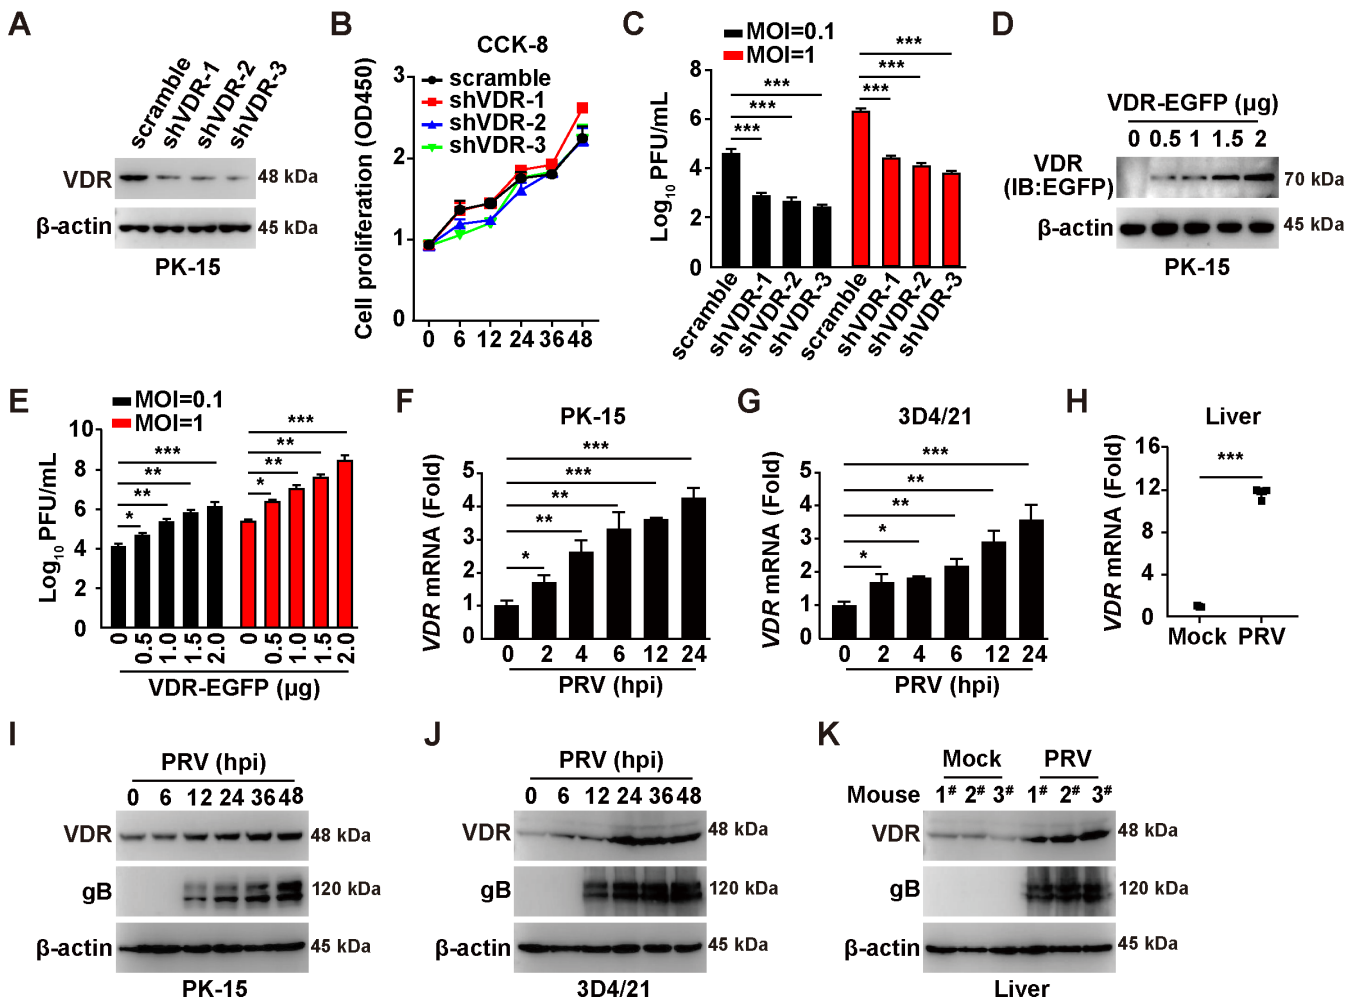 A
scramble
shVDR-1
shVDR-2
shVDR-3
VDR
48 kDa
β-actin
45 kDa
PK-15
B
CCK-8
Cell proliferation (OD450)
3
2
1
0
scramble
shVDR-1
shVDR-2
shVDR-3
0 6 12 24 36 48
C
MOI=0.1
MOI=1
Log10 PFU/mL
8
6
4
2
0
*** *** ***
*** *** ***
scramble
shVDR-1
shVDR-2
shVDR-3
scramble
shVDR-1
shVDR-2
shVDR-3
D
VDR-EGFP (μg)
0 0.5 1 1.5 2
VDR
(IB:EGFP)
70 kDa
β-actin
45 kDa
PK-15
E
MOI=0.1
MOI=1
Log10 PFU/mL
10
8
6
4
2
0
*** ** ** *
*** ** ** *
0 0.5 1.0 1.5 2.0 0 0.5 1.0 1.5 2.0
VDR-EGFP (μg)
F
PK-15
VDR mRNA (Fold)
5
4
3
2
1
0
***
***
**
**
*
0 2 4 6 12 24
PRV (hpi)
G
3D4/21
VDR mRNA (Fold)
5
4
3
2
1
0
***
**
**
*
*
0 2 4 6 12 24
PRV (hpi)
H
Liver
VDR mRNA (Fold)
16
12
8
4
0
***
Mock PRV
I
PRV (hpi)
0 6 12 24 36 48
VDR
48 kDa
gB
120 kDa
β-actin
45 kDa
PK-15
J
PRV (hpi)
0 6 12 24 36 48
VDR
48 kDa
gB
120 kDa
β-actin
45 kDa
3D4/21
K
Mock PRV
Mouse 1# 2# 3# 1# 2# 3#
VDR
48 kDa
gB
120 kDa
β-actin
45 kDa
Liver